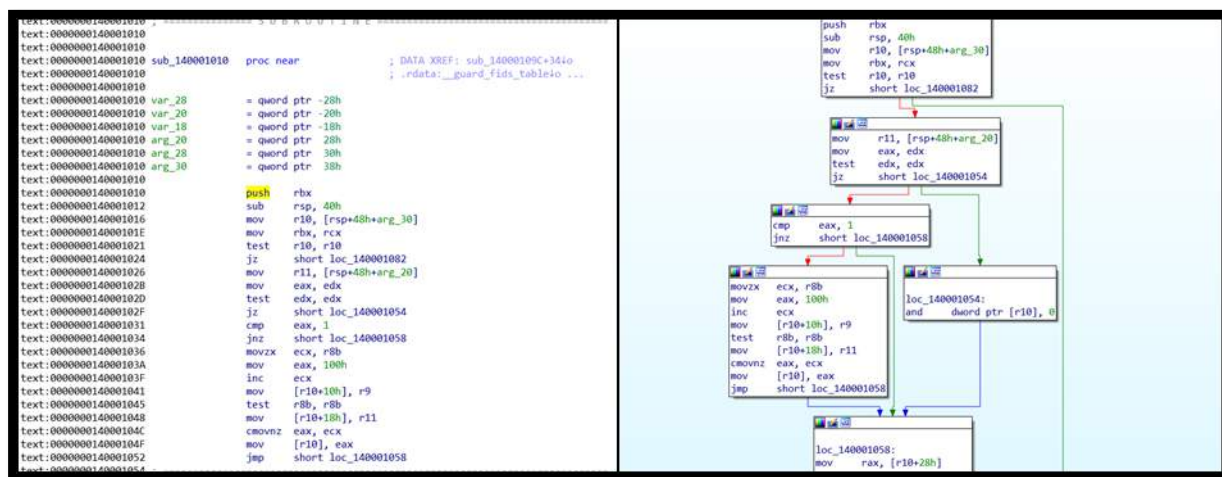 text:0000000140001010 ; =============== S U B R O U T I N E =======================================
text:0000000140001010
text:0000000140001010
text:0000000140001010 sub_140001010 proc near ; DATA XREF: sub_14000109C+34↓o
text:0000000140001010 ; .rdata:__guard_fids_table↓o ...
text:0000000140001010
text:0000000140001010 var_28 = qword ptr -28h
text:0000000140001010 var_20 = qword ptr -20h
text:0000000140001010 var_18 = qword ptr -18h
text:0000000140001010 arg_20 = qword ptr 28h
text:0000000140001010 arg_28 = qword ptr 30h
text:0000000140001010 arg_30 = qword ptr 38h
text:0000000140001010
text:0000000140001010 push rbx
text:0000000140001012 sub rsp, 40h
text:0000000140001016 mov r10, [rsp+48h+arg_30]
text:000000014000101E mov rbx, rcx
text:0000000140001021 test r10, r10
text:0000000140001024 jz short loc_140001082
text:0000000140001026 mov r11, [rsp+48h+arg_20]
text:000000014000102B mov eax, edx
text:000000014000102D test edx, edx
text:000000014000102F jz short loc_140001054
text:0000000140001031 cmp eax, 1
text:0000000140001034 jnz short loc_140001058
text:0000000140001036 movzx ecx, r8b
text:000000014000103A mov eax, 100h
text:000000014000103F inc ecx
text:0000000140001041 mov [r10+10h], r9
text:0000000140001045 test r8b, r8b
text:0000000140001048 mov [r10+18h], r11
text:000000014000104C cmovnz eax, ecx
text:000000014000104F mov [r10], eax
text:0000000140001052 jmp short loc_140001058
text:0000000140001054
push rbx
sub rsp, 40h
mov r10, [rsp+48h+arg_30]
mov rbx, rcx
test r10, r10
jz short loc_140001082
mov r11, [rsp+48h+arg_20]
mov eax, edx
test edx, edx
jz short loc_140001054
cmp eax, 1
jnz short loc_140001058
movzx ecx, r8b
mov eax, 100h
inc ecx
mov [r10+10h], r9
test r8b, r8b
mov [r10+18h], r11
cmovnz eax, ecx
mov [r10], eax
jmp short loc_140001058
loc_140001054:
and dword ptr [r10], 0
loc_140001058:
mov rax, [r10+28h]